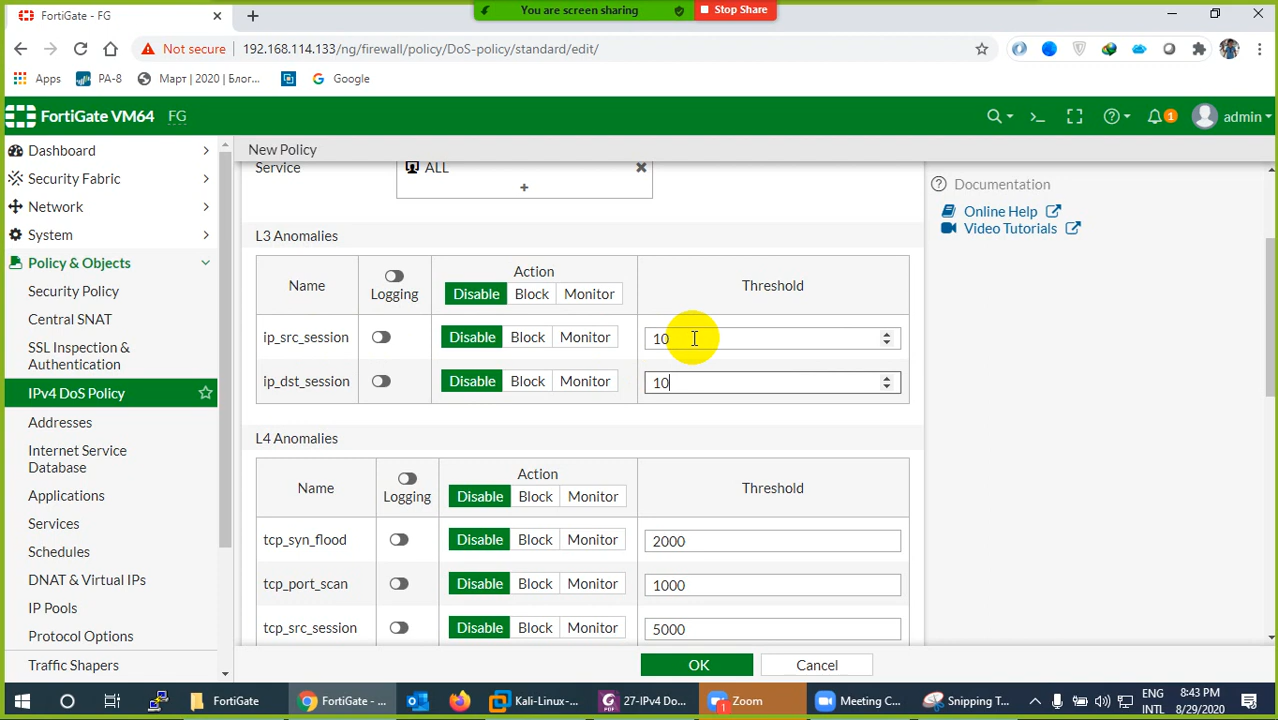 You are screen sharing
Stop Share
FortiGate
Not secure
192.168.114.133/ng/firewall/policy/DoS-policy/standard/edit/
Apps
PA-8
Март | 2020 | Блог...
Google
FortiGate VM64
FG
1
admin
Dashboard
Security Fabric
Network
System
Policy & Objects
Security Policy
Central SNAT
SSL Inspection &
Authentication
IPv4 DoS Policy
Addresses
Internet Service
Database
Applications
Services
Schedules
DNAT & Virtual IPs
IP Pools
Protocol Options
Traffic Shapers
New Policy
Service
ALL
+
L3 Anomalies
Name
Logging
Action
Disable Block Monitor
Threshold
ip_src_session
Disable Block Monitor
10
ip_dst_session
Disable Block Monitor
10
L4 Anomalies
Name
Logging
Action
Disable Block Monitor
Threshold
tcp_syn_flood
Disable Block Monitor
2000
tcp_port_scan
Disable Block Monitor
1000
tcp_src_session
Disable Block Monitor
5000
OK
Cancel
Documentation
Online Help
Video Tutorials
FortiGate
FortiGate - ...
Kali-Linux-...
27-IPv4 Do...
1
Zoom
Meeting C...
Snipping T...
ENG
INTL
8:43 PM
8/29/2020